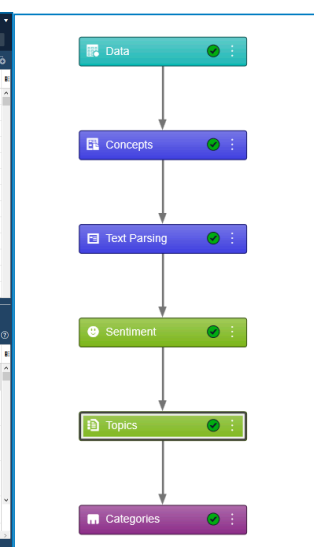 Data
Concepts
Text Parsing
Sentiment
Topics
Categories